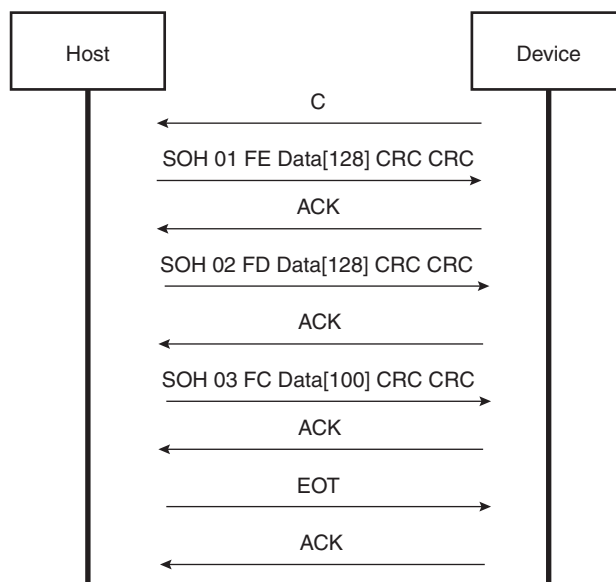 Host
Device
C
SOH 01 FE Data[128] CRC CRC
ACK
SOH 02 FD Data[128] CRC CRC
ACK
SOH 03 FC Data[100] CRC CRC
ACK
EOT
ACK